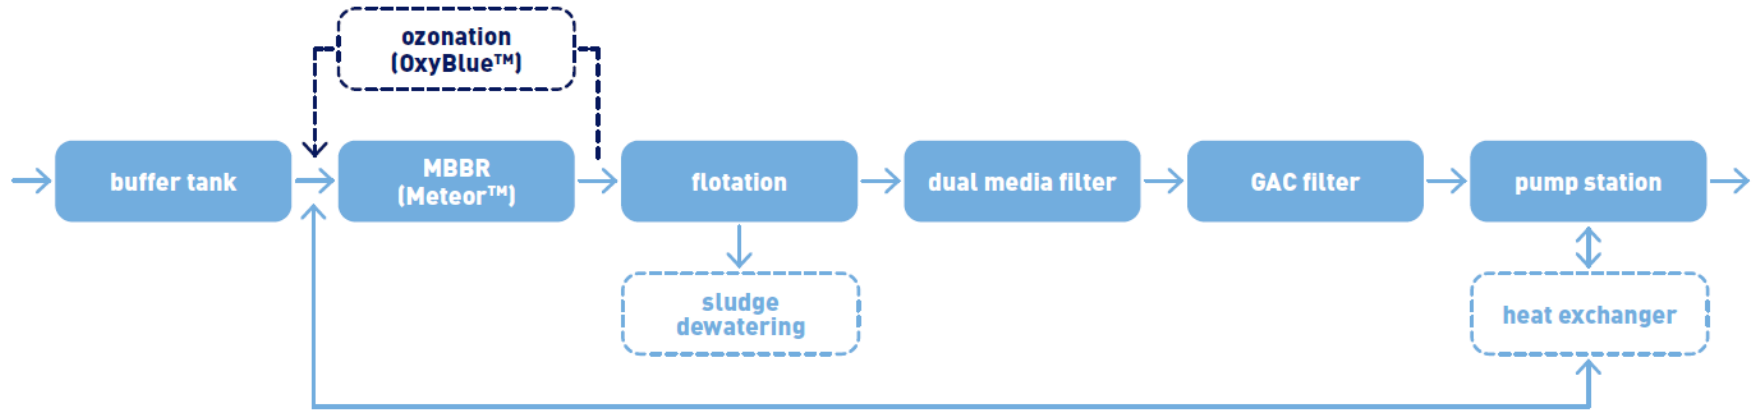 ozonation
(OxyBlue™)
buffer tank
MBBR
(Meteor™)
flotation
dual media filter
GAC filter
pump station
sludge
dewatering
heat exchanger